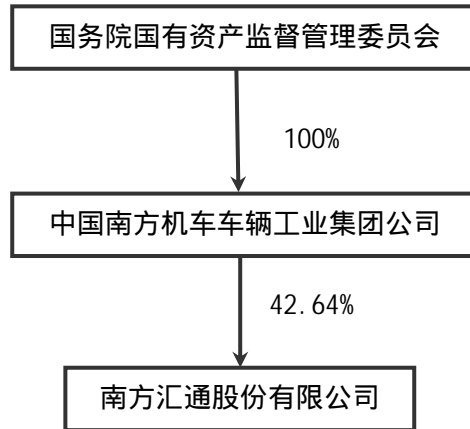 国务院国有资产监督管理委员会
100%
中国南方机车车辆工业集团公司
42.64%
南方汇通股份有限公司